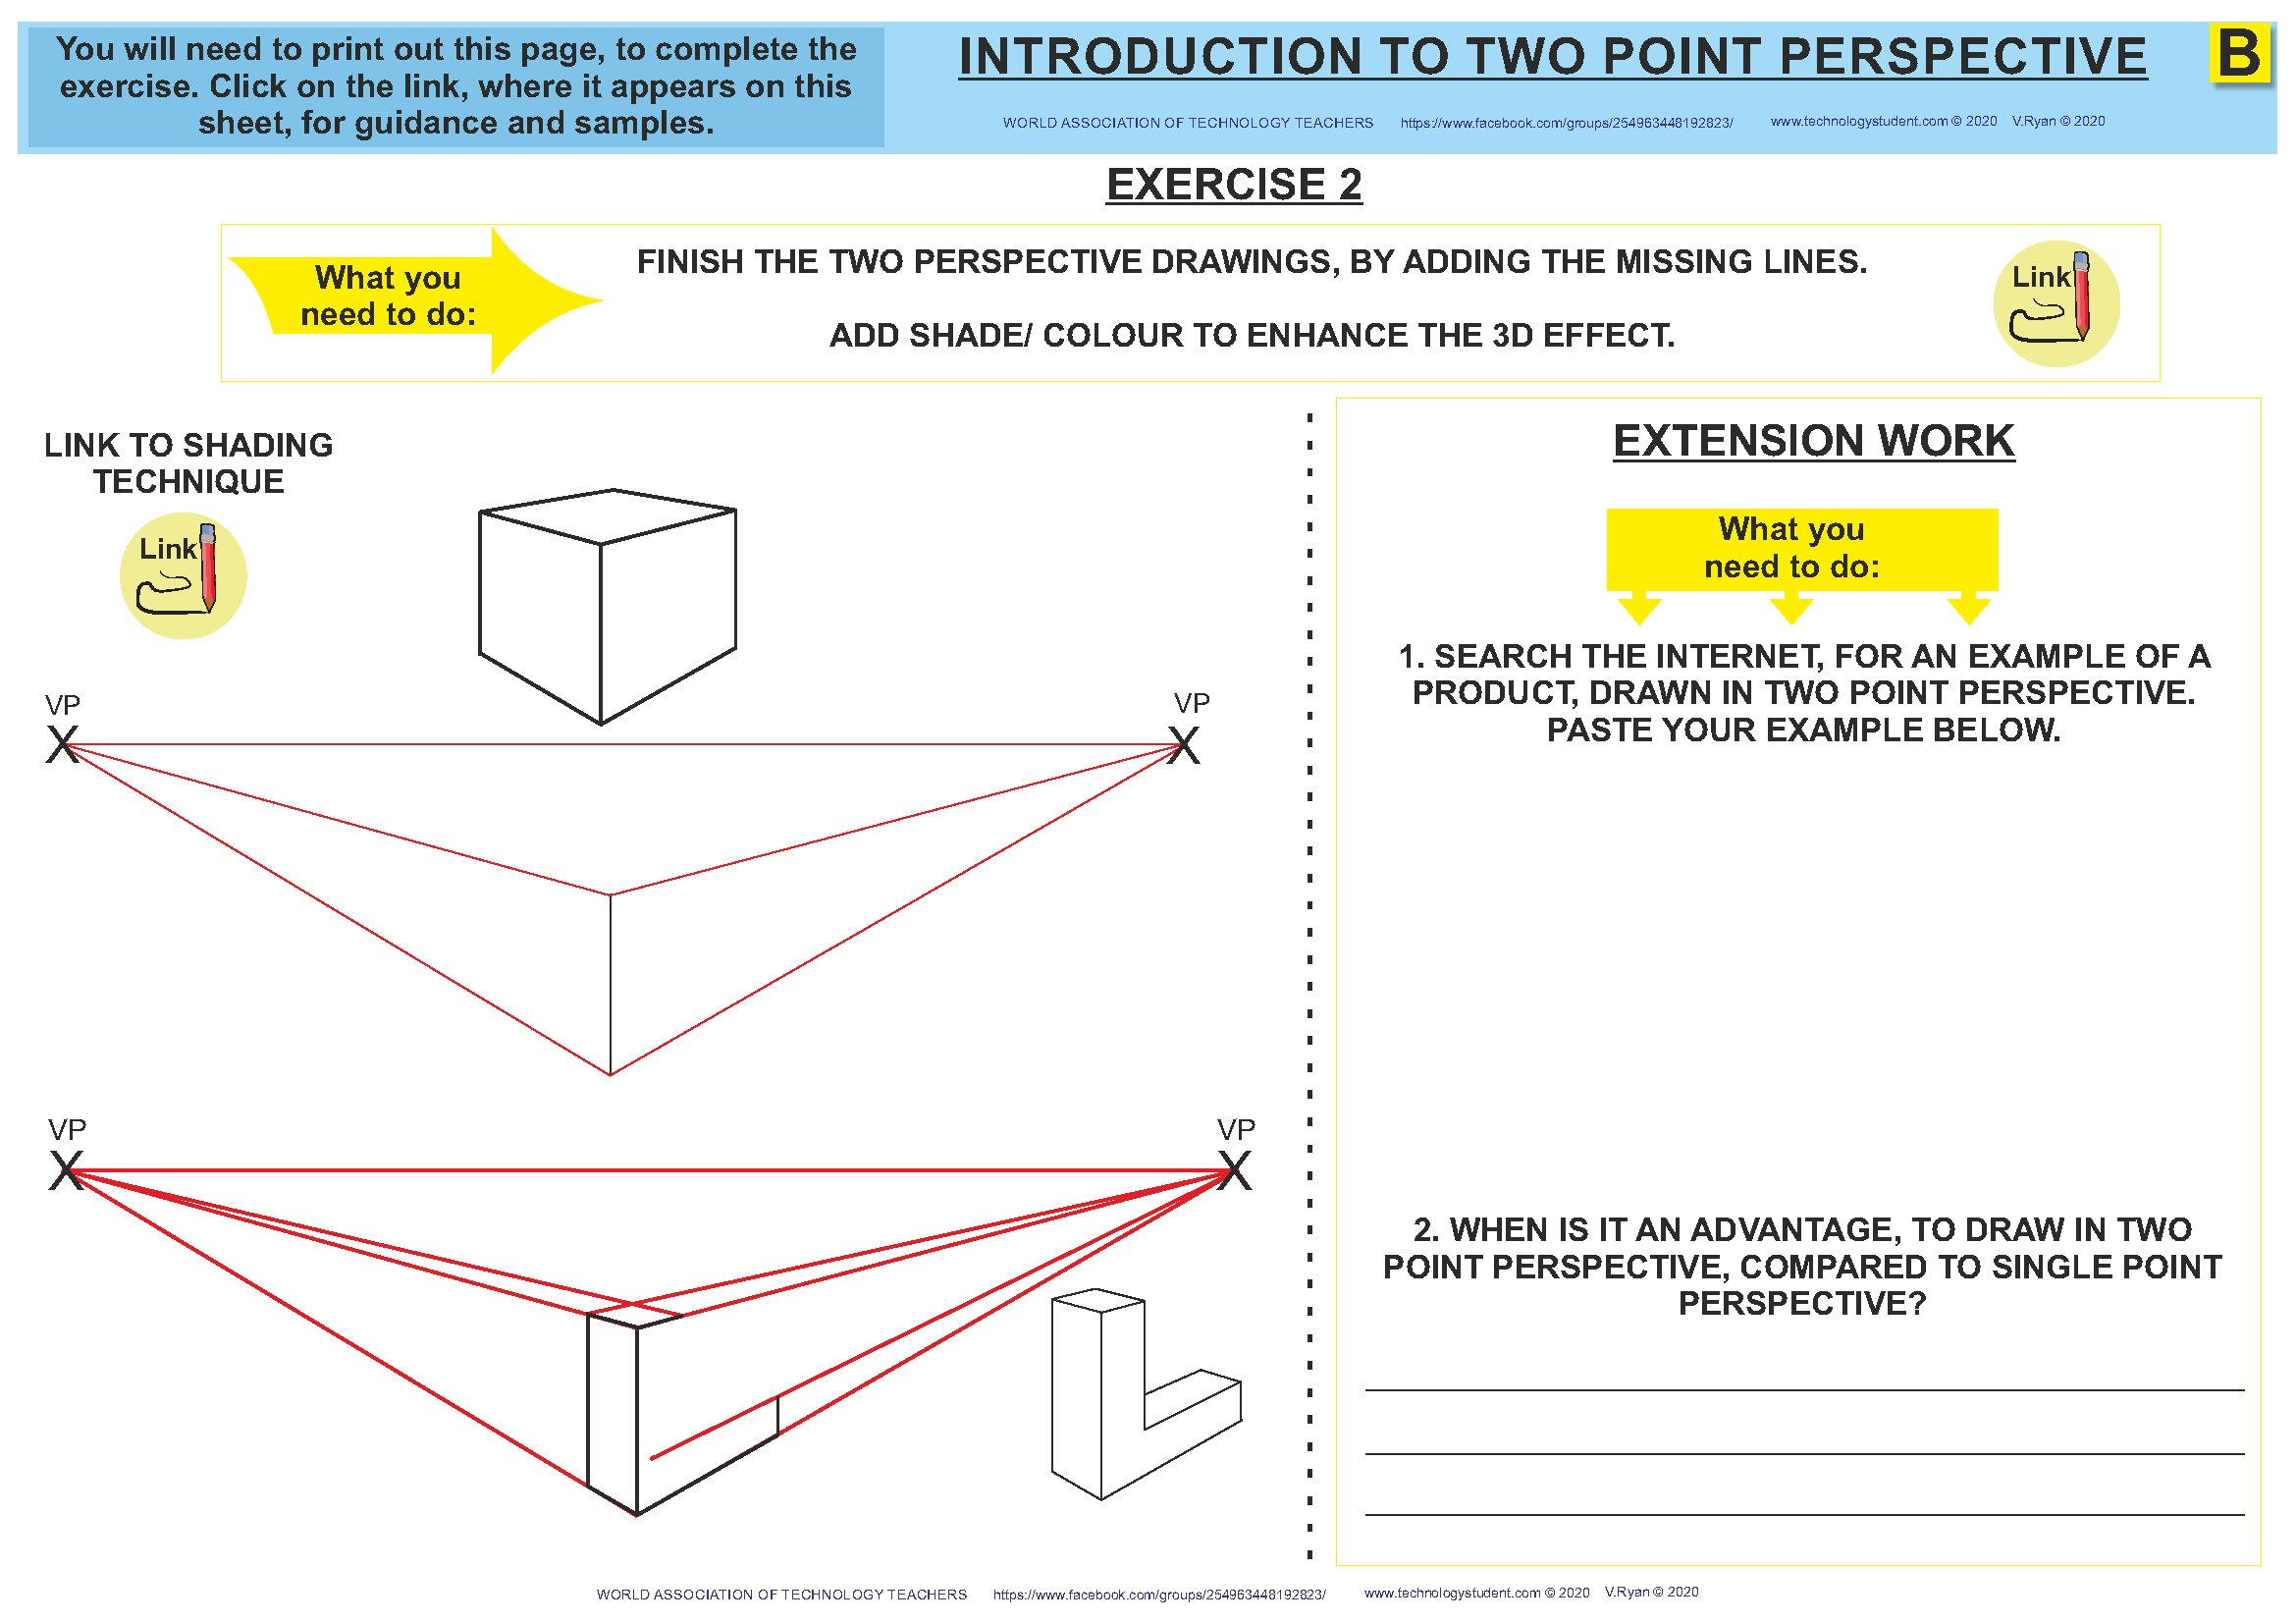 You will need to print out this page, to complete the
exercise. Click on the link, where it appears on this
sheet, for guidance and samples.
INTRODUCTION TO TWO POINT PERSPECTIVE
B
WORLD ASSOCIATION OF TECHNOLOGY TEACHERS https://www.facebook.com/groups/254963448192823/ www.technologystudent.com © 2020 V.Ryan © 2020
EXERCISE 2
What you
need to do:
FINISH THE TWO PERSPECTIVE DRAWINGS, BY ADDING THE MISSING LINES.
ADD SHADE/ COLOUR TO ENHANCE THE 3D EFFECT.
Link
LINK TO SHADING
TECHNIQUE
Link
VP
VP
X
X
VP
VP
X
X
EXTENSION WORK
What you
need to do:
1. SEARCH THE INTERNET, FOR AN EXAMPLE OF A
PRODUCT, DRAWN IN TWO POINT PERSPECTIVE.
PASTE YOUR EXAMPLE BELOW.
2. WHEN IS IT AN ADVANTAGE, TO DRAW IN TWO
POINT PERSPECTIVE, COMPARED TO SINGLE POINT
PERSPECTIVE?
WORLD ASSOCIATION OF TECHNOLOGY TEACHERS https://www.facebook.com/groups/254963448192823/ www.technologystudent.com © 2020 V.Ryan © 2020